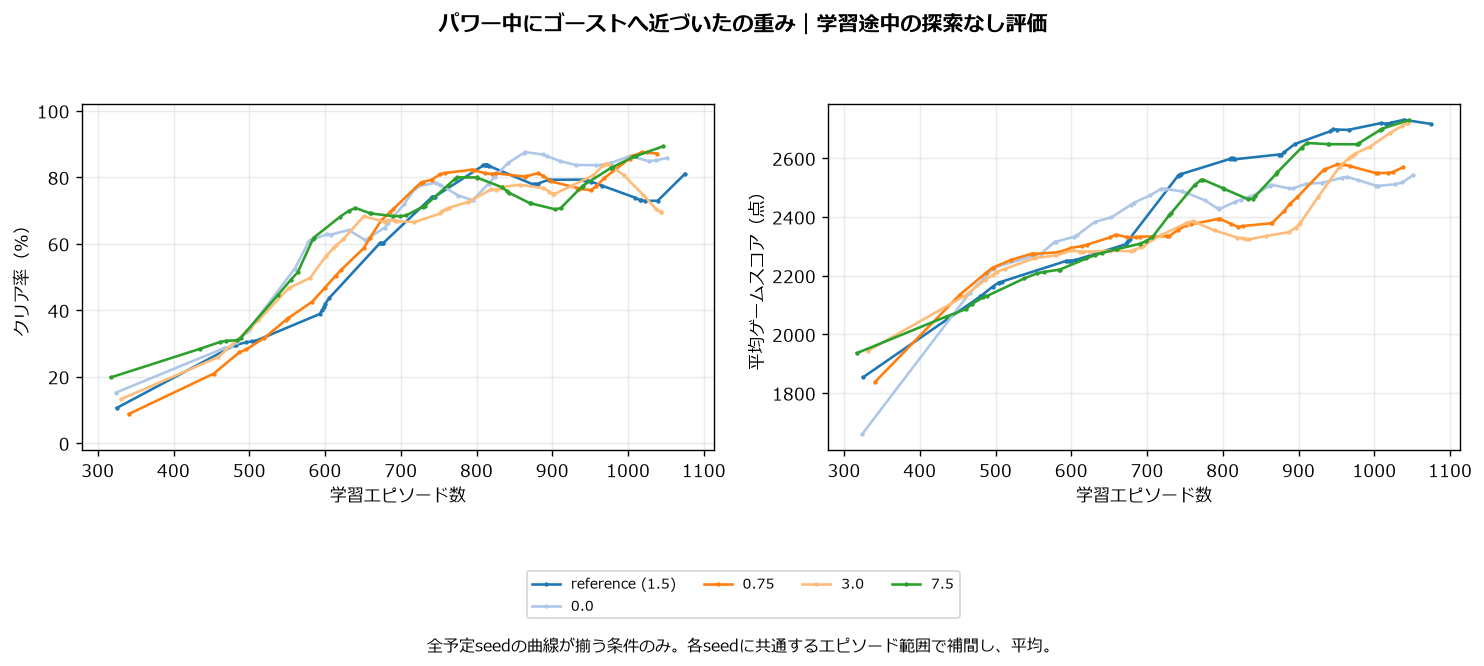 パワー中にゴーストへ近づいたの重み｜学習途中の探索なし評価
クリア率 (%)
100
80
60
40
20
0
300 400 500 600 700 800 900 1000 1100
学習エピソード数
平均ゲームスコア (点)
2600
2400
2200
2000
1800
300 400 500 600 700 800 900 1000 1100
学習エピソード数
reference (1.5) 0.75 3.0 7.5
0.0
全予定seedの曲線が揃う条件のみ。各seedに共通するエピソード範囲で補間し、平均。